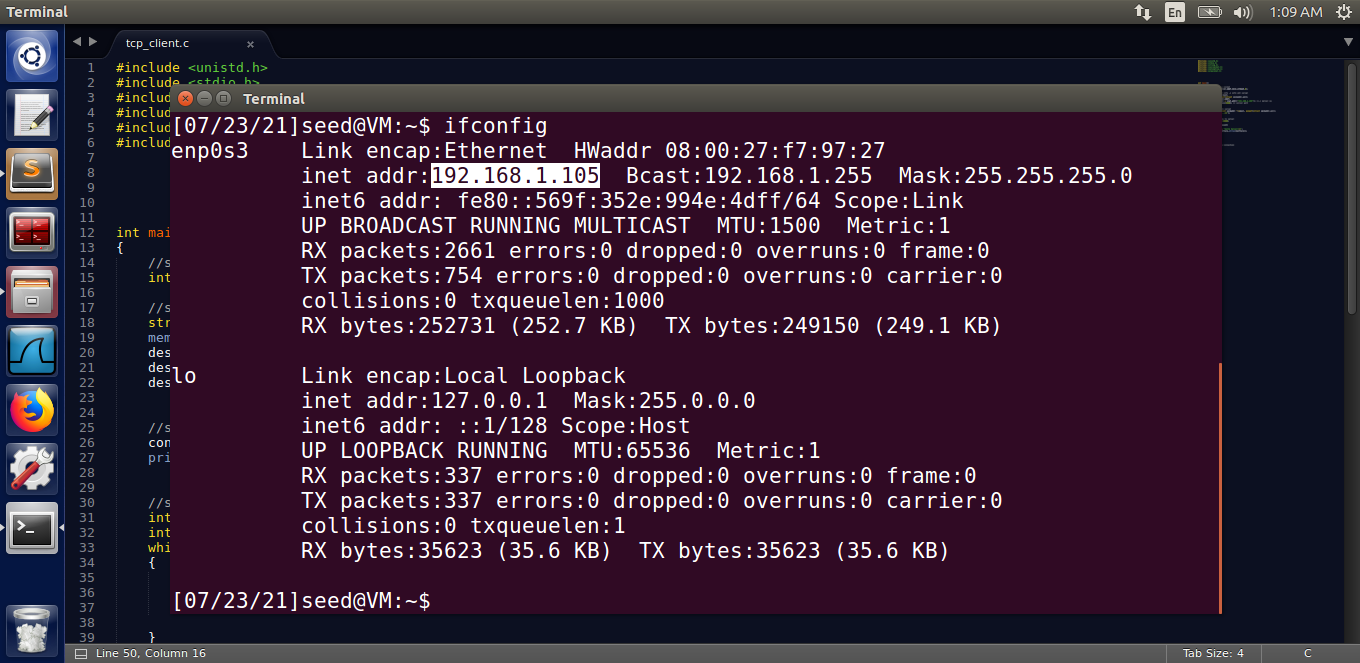 Terminal
En
1:09 AM
tcp_client.c
1 #include <unistd.h>
2 #include <stdio.h>
3 #include
4 #include
5 #include
6 #include
7
8
9
10
11
12 int mai
13 {
14 //s
15 int
16
17 //s
18 str
19 mem
20 des
21 des
22 des
23
24
25 //s
26 con
27 pri
28
29
30 //s
31 int
32 int
33 whi
34 {
35
36
37
38
39 }
Terminal
[07/23/21]seed@VM:~$ ifconfig
enp0s3 Link encap:Ethernet HWaddr 08:00:27:f7:97:27
inet addr:192.168.1.105 Bcast:192.168.1.255 Mask:255.255.255.0
inet6 addr: fe80::569f:352e:994e:4dff/64 Scope:Link
UP BROADCAST RUNNING MULTICAST MTU:1500 Metric:1
RX packets:2661 errors:0 dropped:0 overruns:0 frame:0
TX packets:754 errors:0 dropped:0 overruns:0 carrier:0
collisions:0 txqueuelen:1000
RX bytes:252731 (252.7 KB) TX bytes:249150 (249.1 KB)
lo Link encap:Local Loopback
inet addr:127.0.0.1 Mask:255.0.0.0
inet6 addr: ::1/128 Scope:Host
UP LOOPBACK RUNNING MTU:65536 Metric:1
RX packets:337 errors:0 dropped:0 overruns:0 frame:0
TX packets:337 errors:0 dropped:0 overruns:0 carrier:0
collisions:0 txqueuelen:1
RX bytes:35623 (35.6 KB) TX bytes:35623 (35.6 KB)
[07/23/21]seed@VM:~$
Line 50, Column 16
Tab Size: 4
C